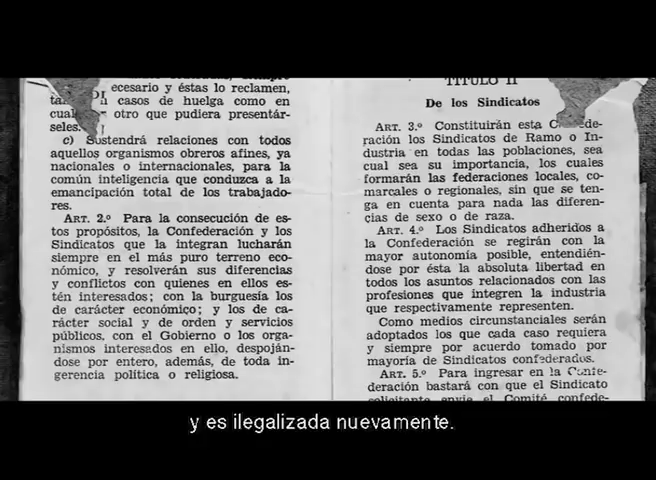 ecesario y éstas lo reclamen,
casos de huelga como en
otro que pudiera presentár-
seles.
c) Sostendrá relaciones con todos
aquellos organismos obreros afines, ya
nacionales o internacionales, para la
común inteligencia que conduzca a la
emancipación total de los trabajado-
res.
ART. 2.º Para la consecución de es-
tos propósitos, la Confederación y los
Sindicatos que la integran lucharán
siempre en el más puro terreno eco-
nómico, y resolverán sus diferencias
y conflictos con quienes en ellos es-
tén interesados; con la burguesía los
de carácter económico; y los de ca-
rácter social y de orden y servicios
públicos, con el Gobierno o los orga-
nismos interesados en ello, despoján-
dose por entero, además, de toda in-
gerencia política o religiosa.
TITULO II
De los Sindicatos
ART. 3.º Constituirán esta
ración los Sindicatos de Ramo o In-
dustria en todas las poblaciones, sea
cual sea su importancia, los cuales
formarán las federaciones locales, co-
marcales o regionales, sin que se ten-
ga en cuenta para nada las diferen-
cias de sexo o de raza.
ART. 4.º Los Sindicatos adheridos a
la Confederación se regirán con la
mayor autonomía posible, entendién-
dose por ésta la absoluta libertad en
todos los asuntos relacionados con las
profesiones que integren la industria
que respectivamente representen.
Como medios circunstanciales serán
adoptados los que cada caso requiera
y siempre por acuerdo tomado por
mayoría de Sindicatos confederados.
ART. 5.º Para ingresar en la Confe-
deración bastará con que el Sindicato
solicitante envíe el Comité confede-
y es ilegalizada nuevamente.